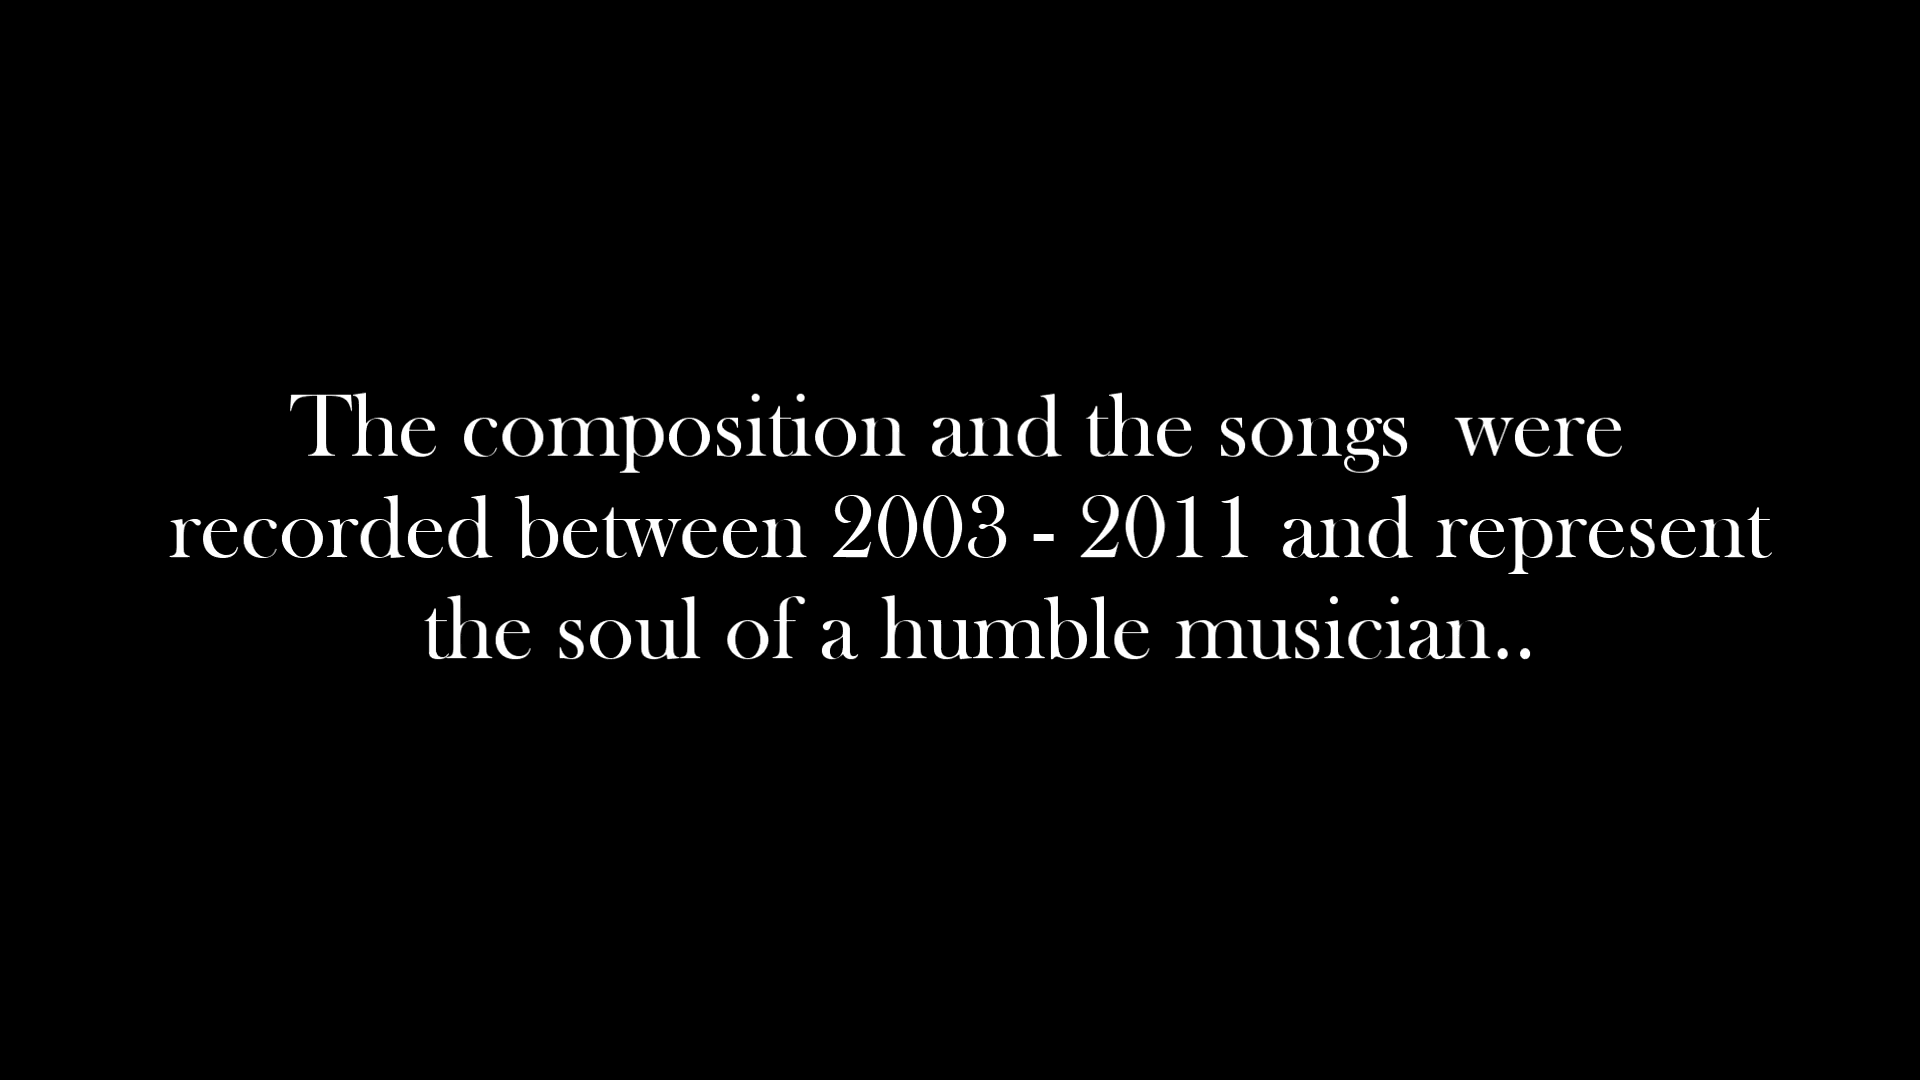 The composition and the songs  were
recorded between 2003 - 2011 and represent
the soul of a humble musician..